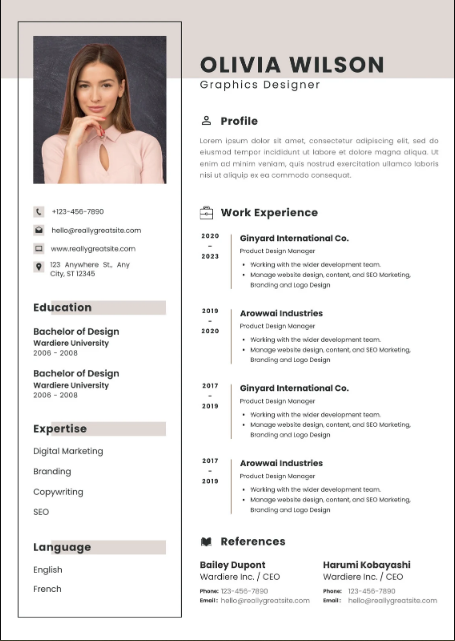 OLIVIA WILSON
Graphics Designer
+123-456-7890
hello@reallygreatsite.com
www.reallygreatsite.com
123 Anywhere St., Any
City, ST 12345
Education
Bachelor of Design
Wardiere University
2006 - 2008
Bachelor of Design
Wardiere University
2006 - 2008
Expertise
Digital Marketing
Branding
Copywriting
SEO
Language
English
French
Profile
Lorem ipsum dolor sit amet, consectetur adipiscing elit, sed do
eiusmod tempor incididunt ut labore et dolore magna aliqua. Ut
enim ad minim veniam, quis nostrud exercitation ullamco laboris
nisi ut aliquip ex ea commodo consequat.
Work Experience
2020
-
2023
Ginyard International Co.
Product Design Manager
• Working with the wider development team.
• Manage website design, content, and SEO Marketing,
Branding and Logo Design
2019
-
2020
Arowwai Industries
Product Design Manager
• Working with the wider development team.
• Manage website design, content, and SEO Marketing,
Branding and Logo Design
2017
-
2019
Ginyard International Co.
Product Design Manager
• Working with the wider development team.
• Manage website design, content, and SEO Marketing,
Branding and Logo Design
2017
-
2019
Arowwai Industries
Product Design Manager
• Working with the wider development team.
• Manage website design, content, and SEO Marketing,
Branding and Logo Design
References
Bailey Dupont
Wardiere Inc. / CEO
Phone: 123-456-7890
Email: hello@reallygreatsite.com
Harumi Kobayashi
Wardiere Inc. / CEO
Phone: 123-456-7890
Email: hello@reallygreatsite.com